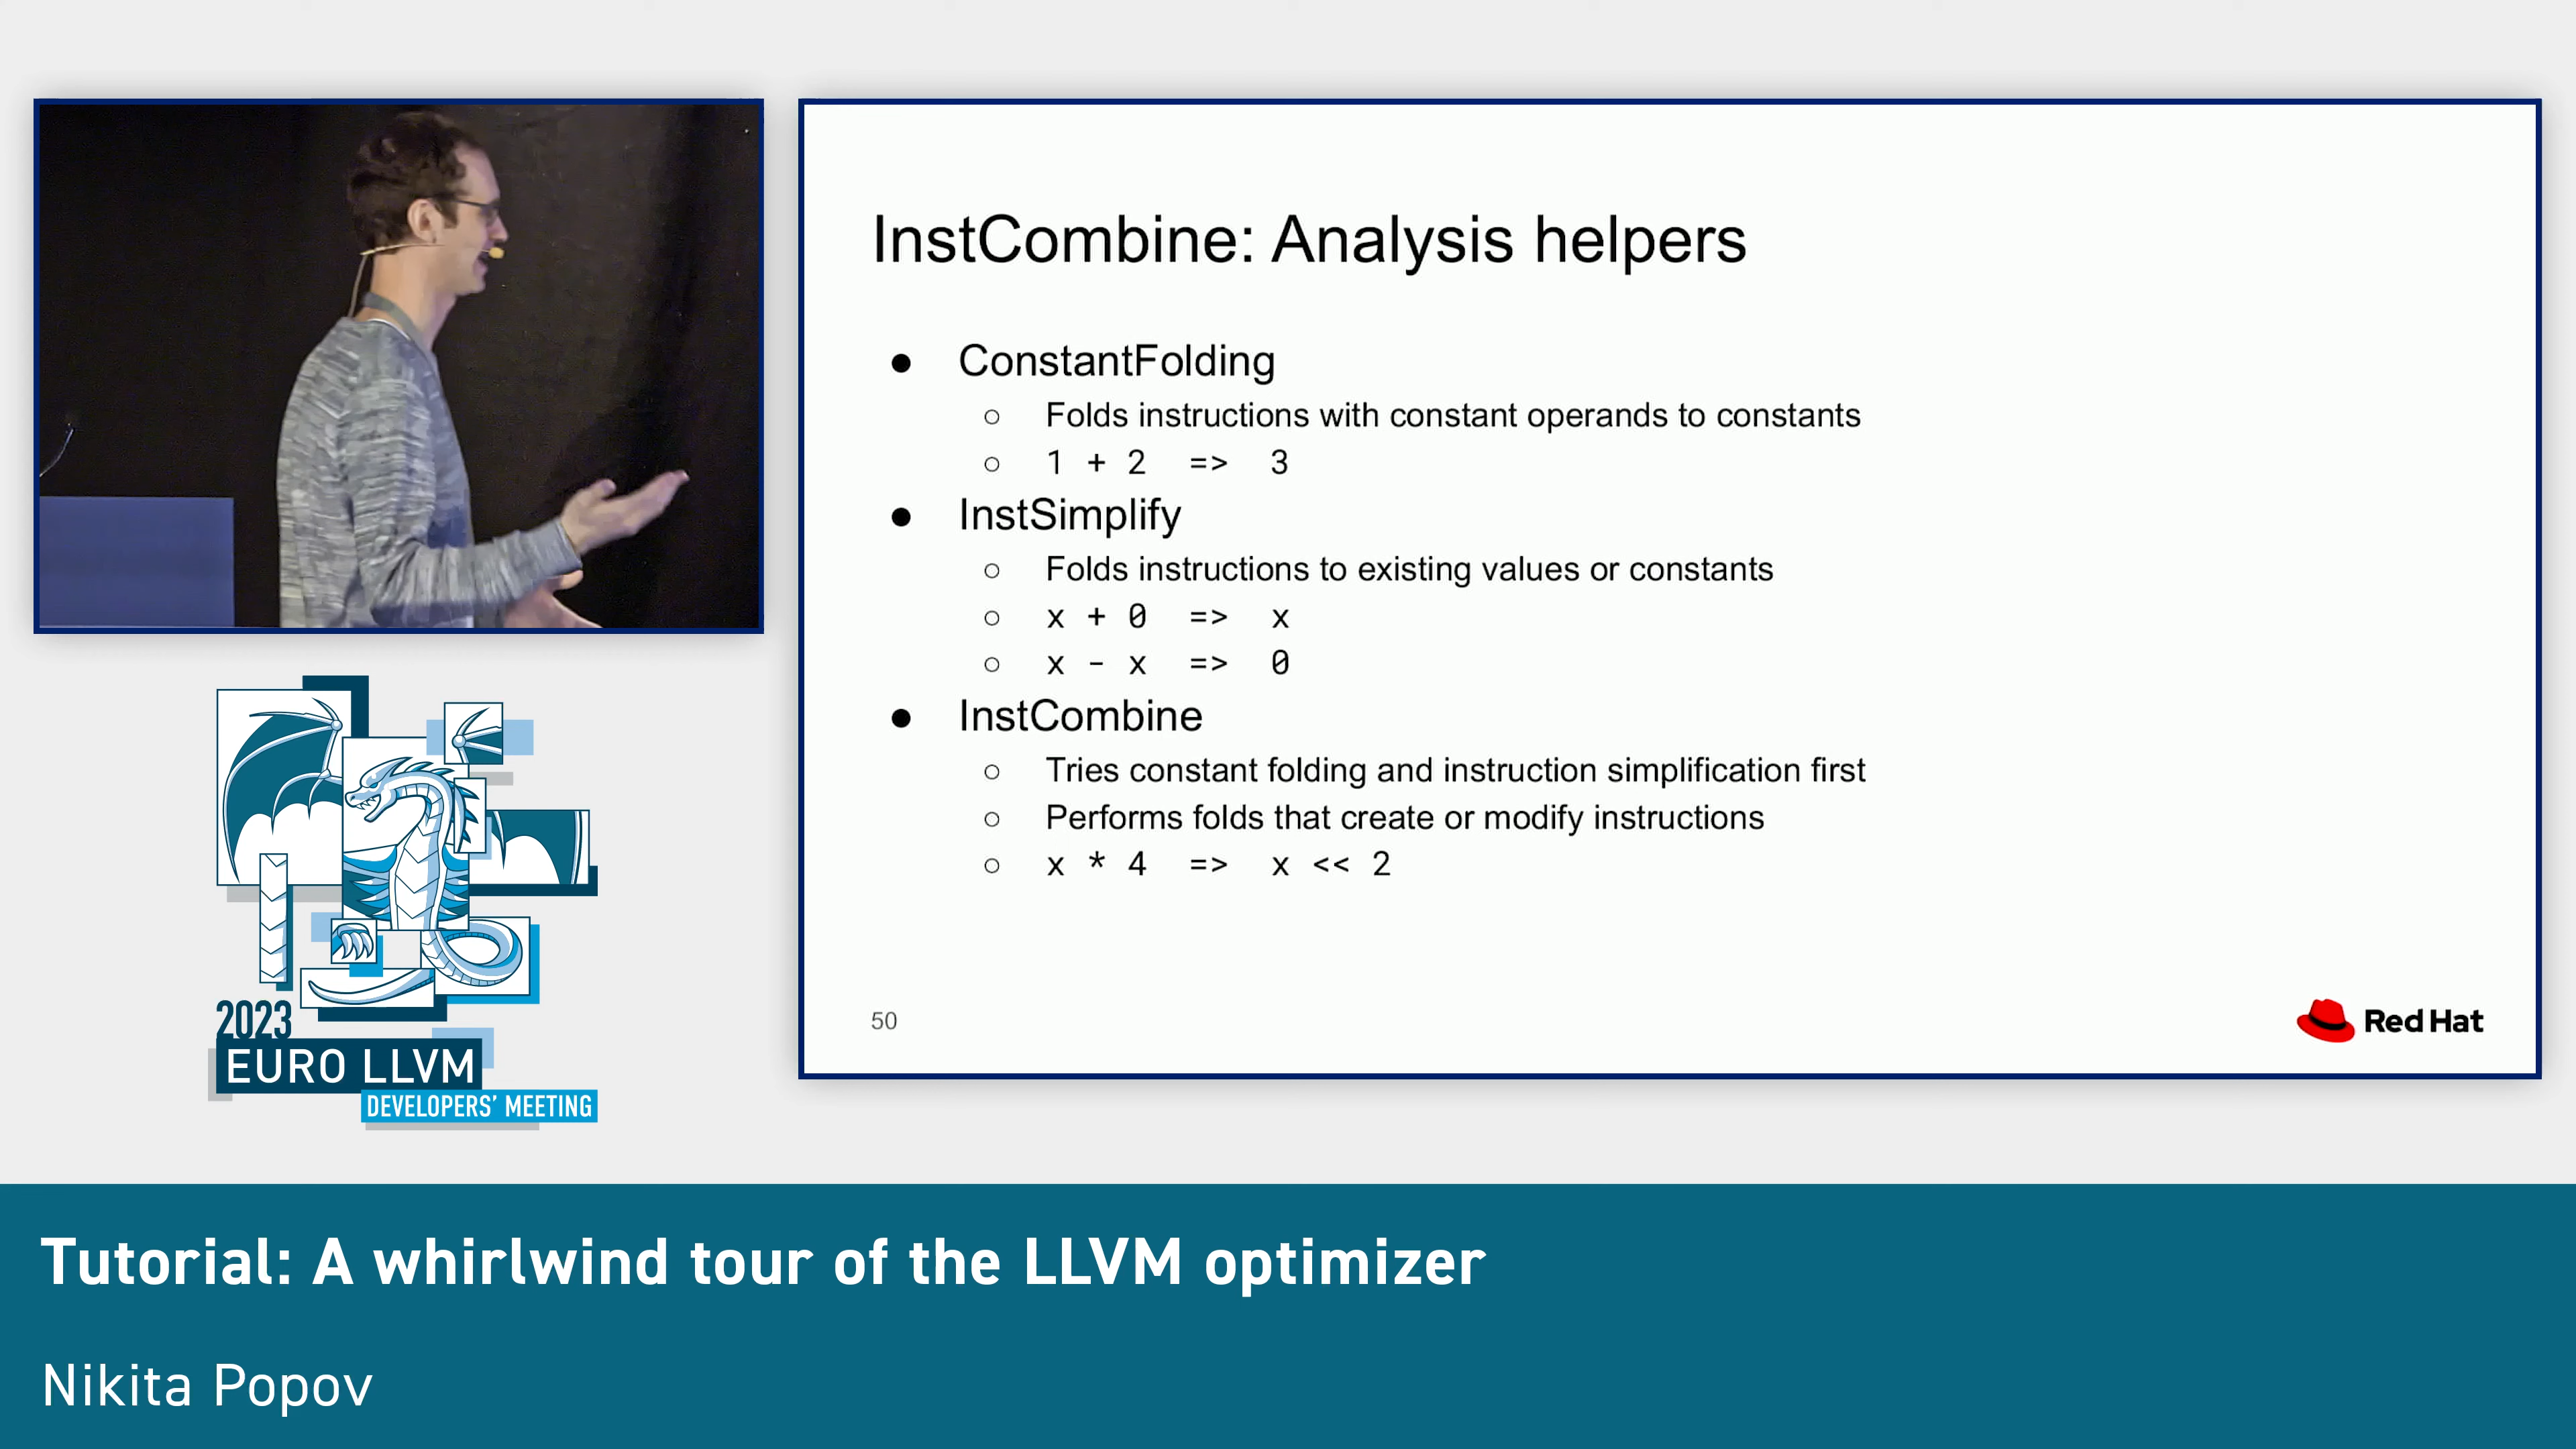 InstCombine: Analysis helpers
● ConstantFolding
○ Folds instructions with constant operands to constants
○ 1 + 2 => 3
● InstSimplify
○ Folds instructions to existing values or constants
○ x + 0 => x
○ x - x => 0
● InstCombine
○ Tries constant folding and instruction simplification first
○ Performs folds that create or modify instructions
○ x * 4 => x << 2
50
Red Hat
2023
EURO LLVM
DEVELOPERS' MEETING
Tutorial: A whirlwind tour of the LLVM optimizer
Nikita Popov